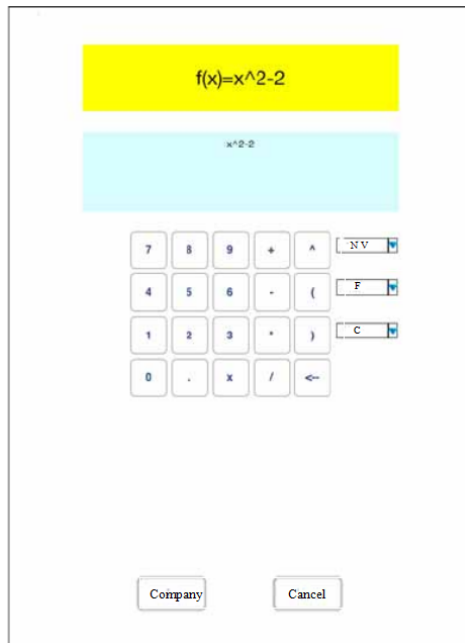 f(x)=x^2-2
x^2-2
7 8 9 + ^ N V
4 5 6 - ( F
1 2 3 * ) C
0 . x / <--
Company Cancel